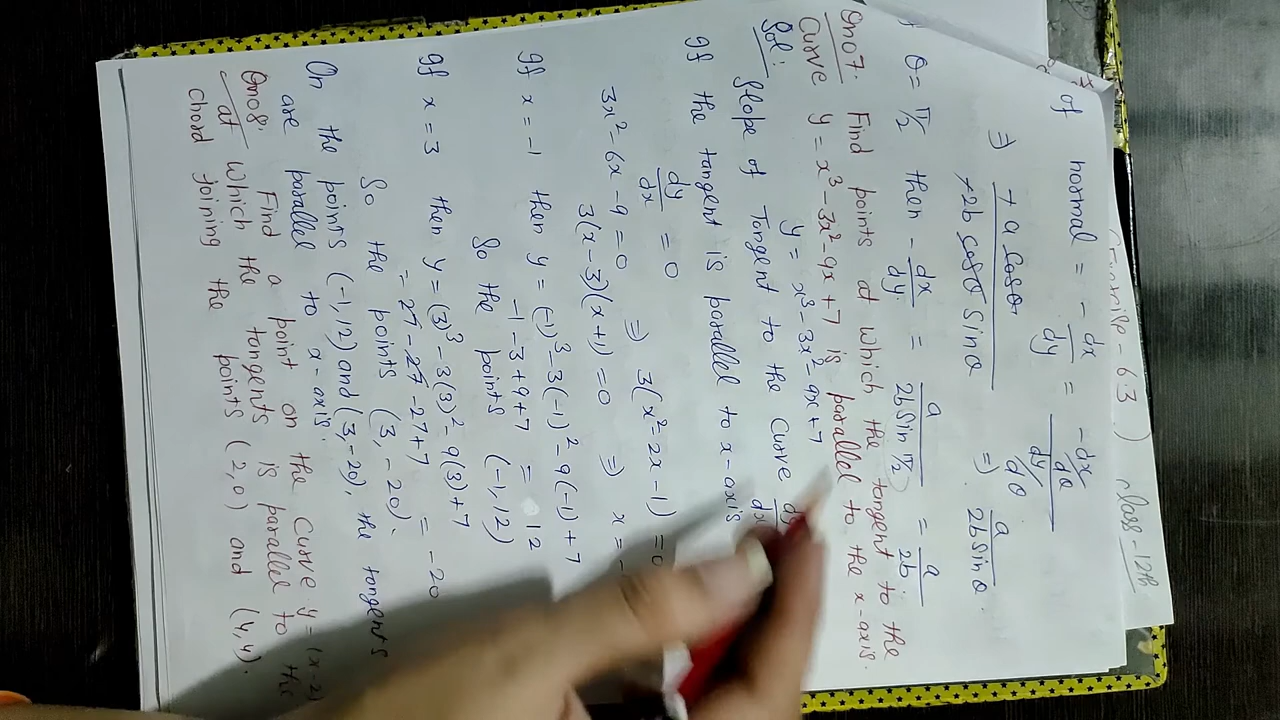 Exercise - 6.3) class - 12th
of normal = - dx/dy = - dx/dθ / dy/dθ
⇒ + a cosθ / +2b cosθ sinθ ⇒ a / 2b sinθ .
θ = π/2 then - dx/dy = a / 2b sin π/2 = a / 2b
Qno7. Find points at which the tangent to the
Curve y = x³ - 3x² - 9x + 7 is parallel to the x-axis.
y = x³ - 3x² - 9x + 7
Sol: Slope of Tangent to the Curve
If the tangent is parallel to x-axis
dy/dx = 0
3x² - 6x - 9 = 0 ⇒ 3(x² - 2x - 1) = 0
3(x - 3)(x + 1) = 0 ⇒ x =
If x = -1 then y = (-1)³ - 3(-1)² - 9(-1) + 7
-1 - 3 + 9 + 7 = 12
So the points (-1, 12)
If x = 3 then y = (3)³ - 3(3)² - 9(3) + 7
= 27 - 27 - 27 + 7 = -20
So the points (3, -20).
On the points (-1, 12) and (3, -20), the tangents
are parallel to x-axis.
Qno8. Find a point on the curve y = (x - 2)
at which the tangents is parallel to the
chord joining the points (2, 0) and (4, 4).